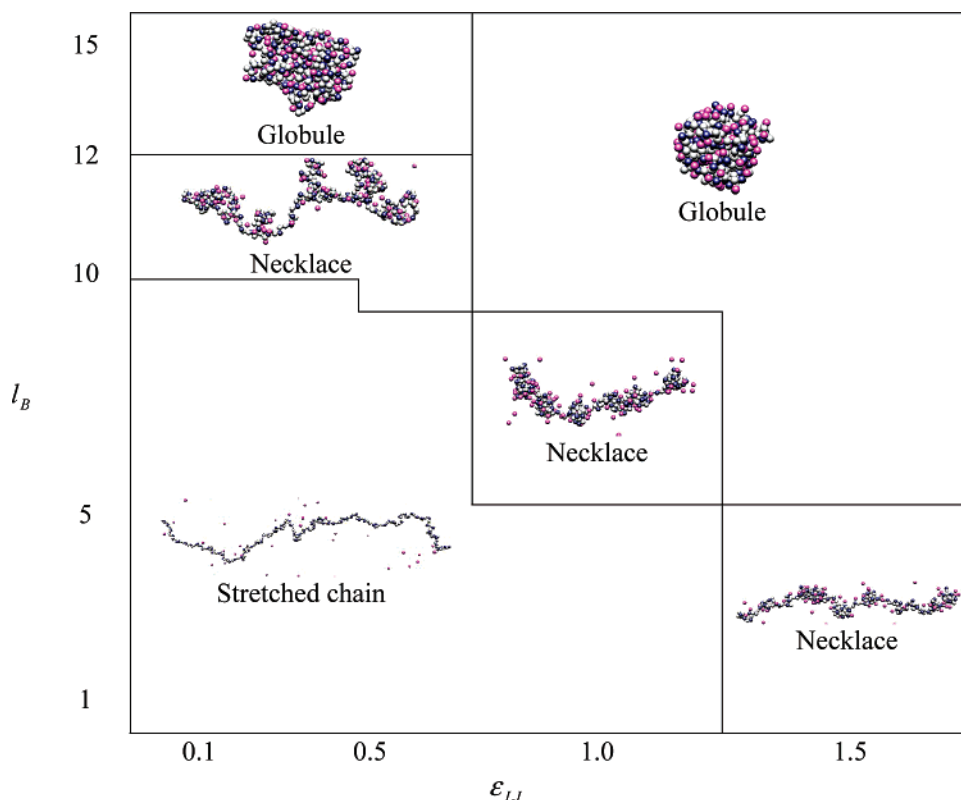 15
Globule
12
Globule
Necklace
10
l_B
Necklace
5
Stretched chain
Necklace
1
0.1 0.5 1.0 1.5
ε_LJ